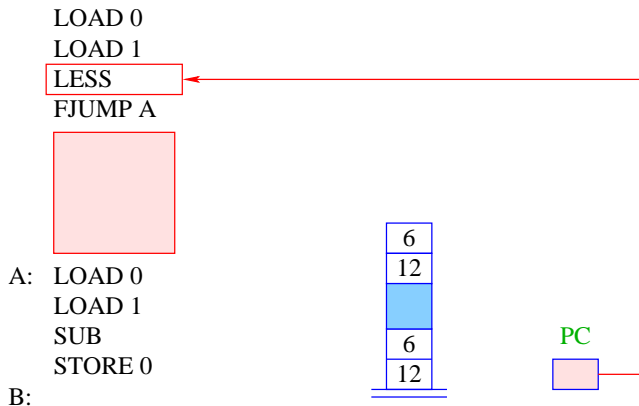 LOAD 0
LOAD 1
LESS
FJUMP A
A: LOAD 0
LOAD 1
SUB
STORE 0
B:
6
12
6
12
PC